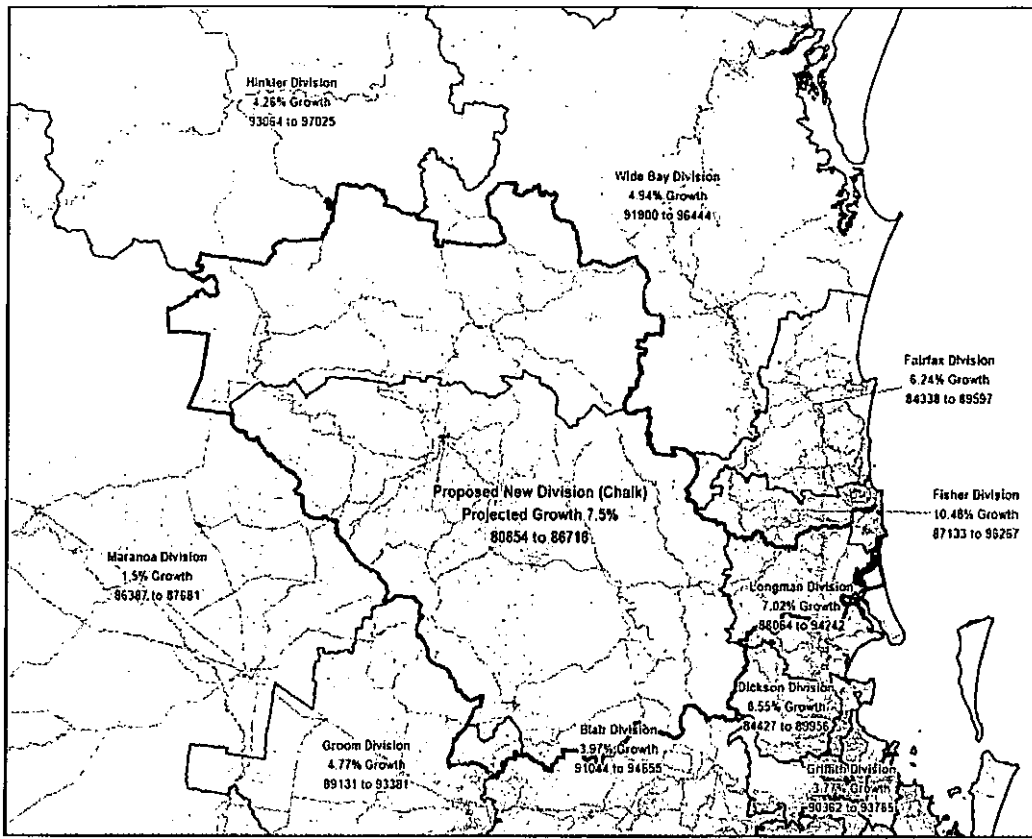 Hinkler Division
4.26% Growth
93064 to 97025
Wide Bay Division
4.94% Growth
91900 to 96444
Fairfax Division
6.24% Growth
84338 to 89597
Proposed New Division (Chalk)
Projected Growth 7.5%
80854 to 86716
Fisher Division
10.48% Growth
87133 to 96267
Maranoa Division
1.5% Growth
86387 to 87681
Longman Division
7.02% Growth
88064 to 94242
Dickson Division
6.55% Growth
84427 to 89956
Groom Division
4.77% Growth
89131 to 93381
Blair Division
3.97% Growth
91044 to 94655
Griffith Division
3.77% Growth
90362 to 93765